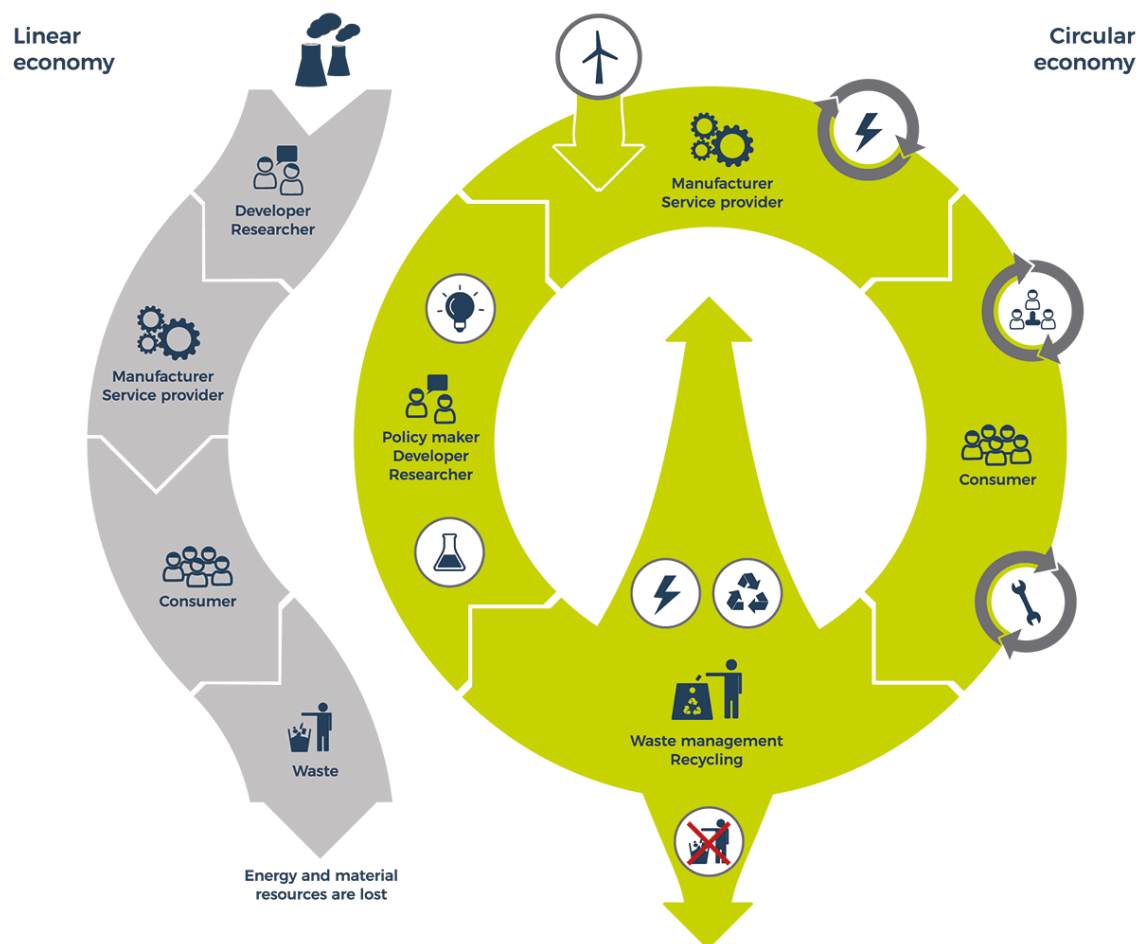 Linear
economy
Developer
Researcher
Manufacturer
Service provider
Consumer
Waste
Energy and material
resources are lost
Circular
economy
Manufacturer
Service provider
Policy maker
Developer
Researcher
Consumer
Waste management
Recycling